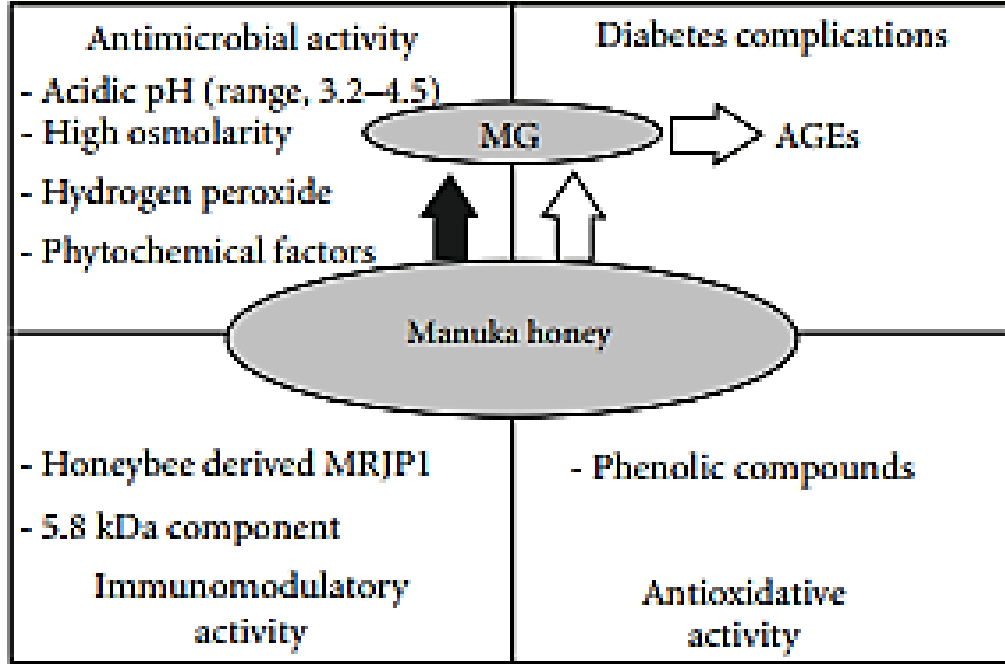 Antimicrobial activity
- Acidic pH (range, 3.2–4.5)
- High osmolarity
- Hydrogen peroxide
- Phytochemical factors
Diabetes complications
MG
AGEs
Manuka honey
- Honeybee derived MRJP1
- 5.8 kDa component
Immunomodulatory
activity
- Phenolic compounds
Antioxidative
activity